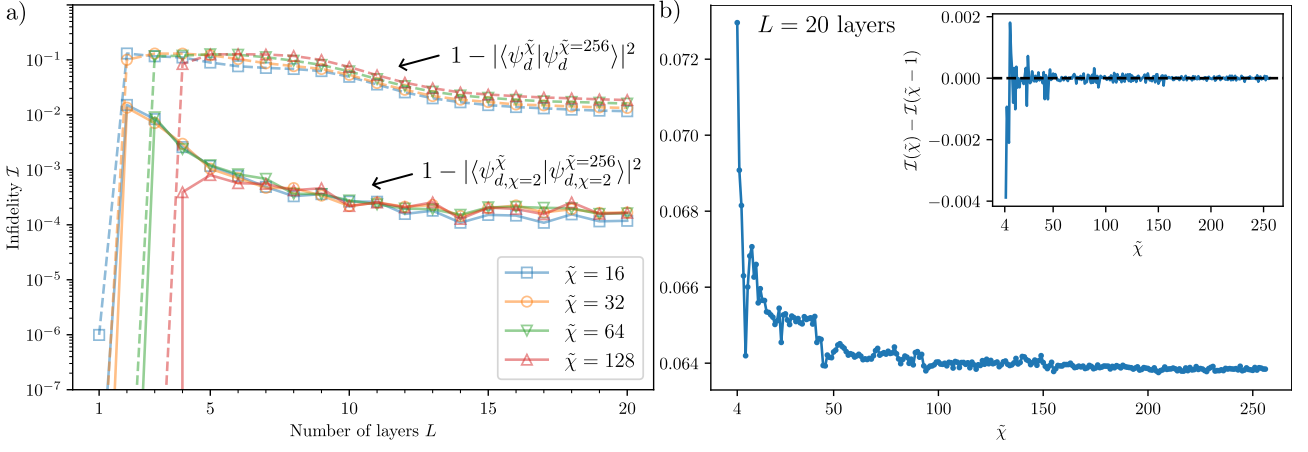 a)
10⁻¹
10⁻²
10⁻³
10⁻⁴
10⁻⁵
10⁻⁶
10⁻⁷
Infidelity ℐ
1 − |⟨ψ_d^χ̃|ψ_d^{χ̃=256}⟩|²
1 − |⟨ψ_{d,χ=2}^χ̃|ψ_{d,χ=2}^{χ̃=256}⟩|²
χ̃ = 16
χ̃ = 32
χ̃ = 64
χ̃ = 128
1 5 10 15 20
Number of layers L
b)
L = 20 layers
0.072
0.070
0.068
0.066
0.064
4 50 100 150 200 250
χ̃
0.002
0.000
−0.002
−0.004
ℐ(χ̃) − ℐ(χ̃ − 1)
4 50 100 150 200 250
χ̃